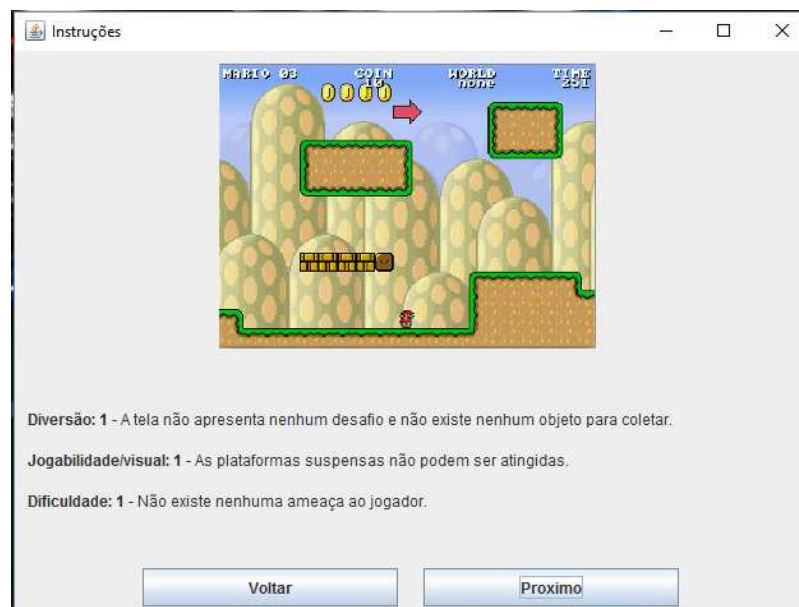 Instruções
MARIO 03 COIN WORLD TIME
19 none 251
Diversão: 1 - A tela não apresenta nenhum desafio e não existe nenhum objeto para coletar.
Jogabilidade/visual: 1 - As plataformas suspensas não podem ser atingidas.
Dificuldade: 1 - Não existe nenhuma ameaça ao jogador.
Voltar Proximo